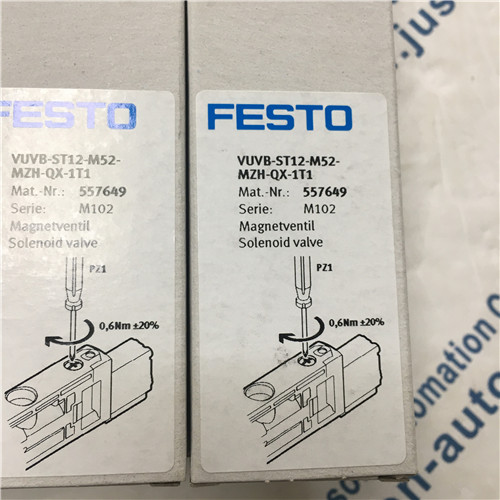 FESTO
VUVB-ST12-M52-
MZH-QX-1T1
Mat.-Nr.: 557649
Serie: M102
Magnetventil
Solenoid valve
PZ1
0,6Nm ±20%
FESTO
VUVB-ST12-M52-
MZH-QX-1T1
Mat.-Nr.: 557649
Serie: M102
Magnetventil
Solenoid valve
PZ1
0,6Nm ±20%